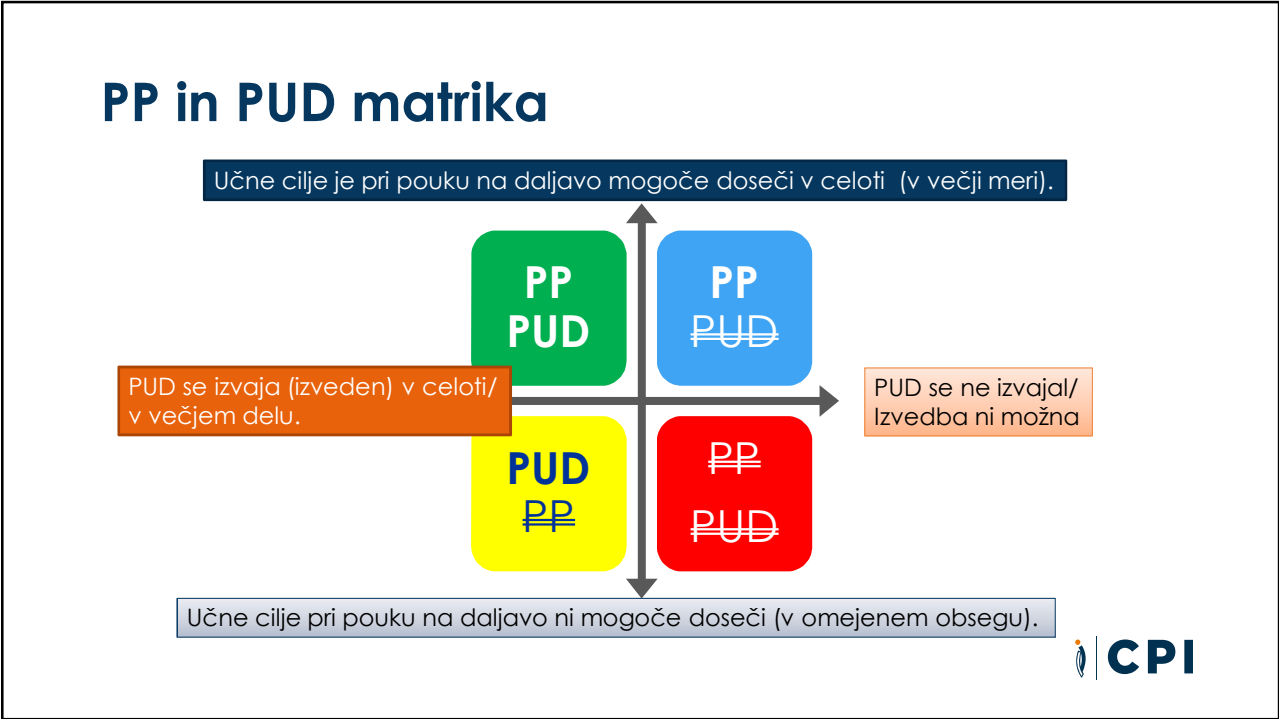 PP in PUD matrika
Učne cilje je pri pouku na daljavo mogoče doseči v celoti  (v večji meri).
PP
PUD
PP
PUD
PUD se izvaja (izveden) v celoti/
v večjem delu.
PUD se ne izvajal/
Izvedba ni možna
PUD
PP
PP
PUD
Učne cilje pri pouku na daljavo ni mogoče doseči (v omejenem obsegu).
CPI